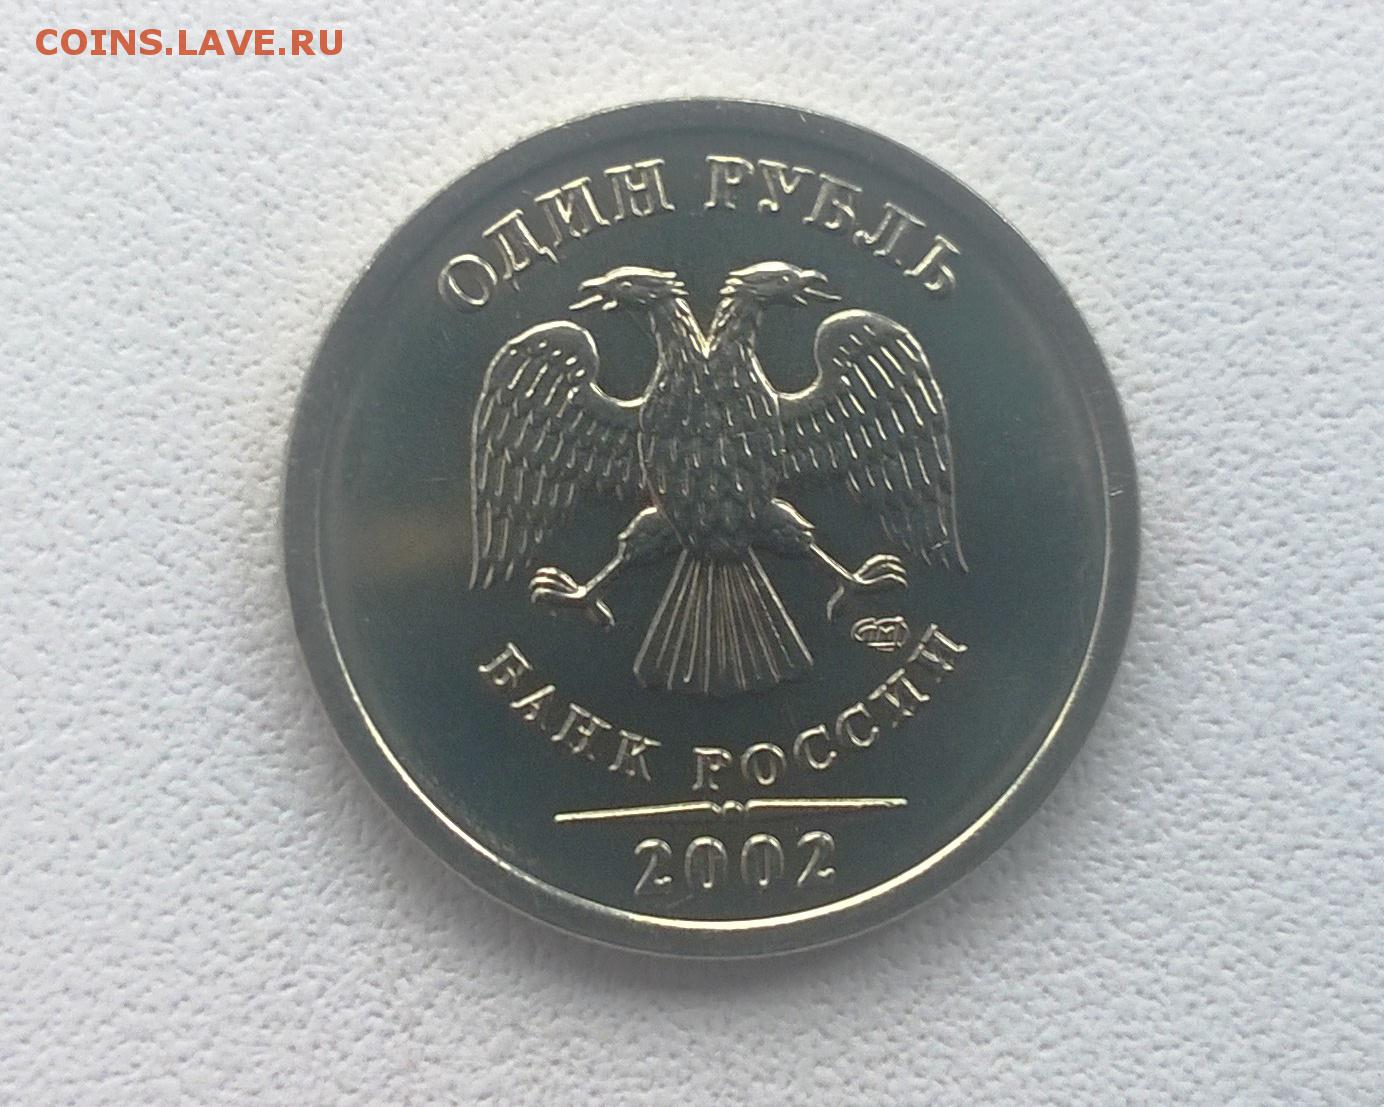 COINS.LAVE.RU
ОДИН РУБЛЬ
БАНК РОССИИ
2002